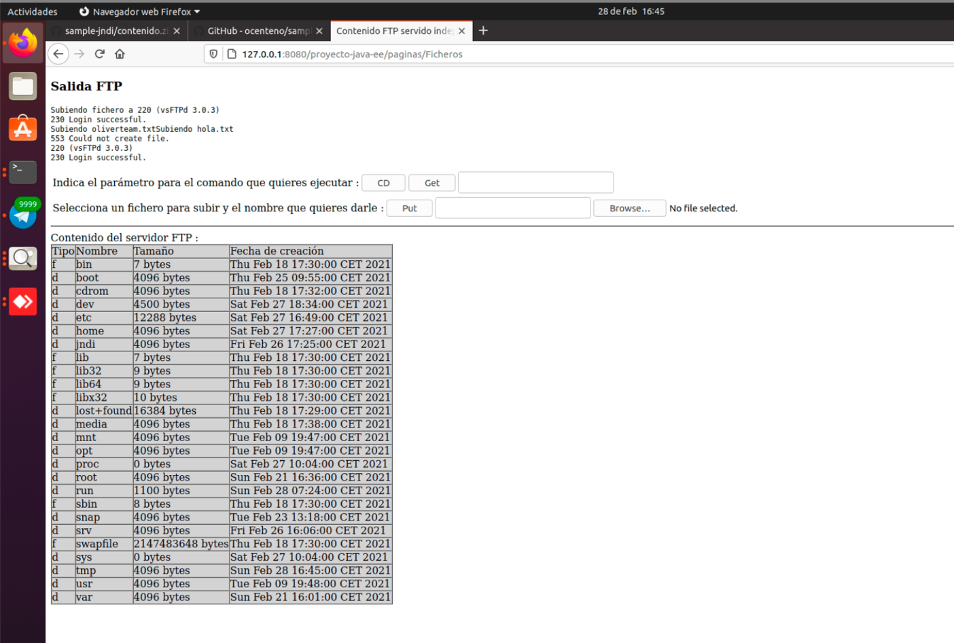 Actividades Navegador web Firefox 28 de feb 16:45
sample-jndi/contenido.z GitHub - ocenteno/samp Contenido FTP servido inde
127.0.0.1:8080/proyecto-java-ee/paginas/Ficheros
Salida FTP
Subiendo fichero a 220 (vsFTPd 3.0.3)
230 Login successful.
Subiendo oliverteam.txtSubiendo hola.txt
553 Could not create file.
220 (vsFTPd 3.0.3)
230 Login successful.
9999
Indica el parámetro para el comando que quieres ejecutar : CD Get
Selecciona un fichero para subir y el nombre que quieres darle : Put Browse... No file selected.
Contenido del servidor FTP :
Tipo Nombre Tamaño Fecha de creación
f bin 7 bytes Thu Feb 18 17:30:00 CET 2021
d boot 4096 bytes Thu Feb 25 09:55:00 CET 2021
d cdrom 4096 bytes Thu Feb 18 17:32:00 CET 2021
d dev 4500 bytes Sat Feb 27 18:34:00 CET 2021
d etc 12288 bytes Sat Feb 27 16:49:00 CET 2021
d home 4096 bytes Sat Feb 27 17:27:00 CET 2021
d jndi 4096 bytes Fri Feb 26 17:25:00 CET 2021
f lib 7 bytes Thu Feb 18 17:30:00 CET 2021
f lib32 9 bytes Thu Feb 18 17:30:00 CET 2021
f lib64 9 bytes Thu Feb 18 17:30:00 CET 2021
f libx32 10 bytes Thu Feb 18 17:30:00 CET 2021
d lost+found 16384 bytes Thu Feb 18 17:29:00 CET 2021
d media 4096 bytes Thu Feb 18 17:38:00 CET 2021
d mnt 4096 bytes Tue Feb 09 19:47:00 CET 2021
d opt 4096 bytes Tue Feb 09 19:47:00 CET 2021
d proc 0 bytes Sat Feb 27 10:04:00 CET 2021
d root 4096 bytes Sun Feb 21 16:36:00 CET 2021
d run 1100 bytes Sun Feb 28 07:24:00 CET 2021
f sbin 8 bytes Thu Feb 18 17:30:00 CET 2021
d snap 4096 bytes Tue Feb 23 13:18:00 CET 2021
d srv 4096 bytes Fri Feb 26 16:06:00 CET 2021
f swapfile 2147483648 bytes Thu Feb 18 17:30:00 CET 2021
d sys 0 bytes Sat Feb 27 10:04:00 CET 2021
d tmp 4096 bytes Sun Feb 28 16:45:00 CET 2021
d usr 4096 bytes Tue Feb 09 19:48:00 CET 2021
d var 4096 bytes Sun Feb 21 16:01:00 CET 2021